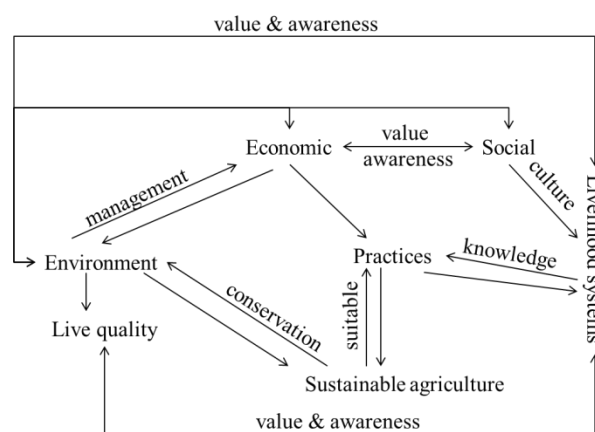 value & awareness
Economic
value
awareness
Social
management
culture
Livelihood systems
Environment
Practices
knowledge
conservation
suitable
Live quality
Sustainable agriculture
value & awareness